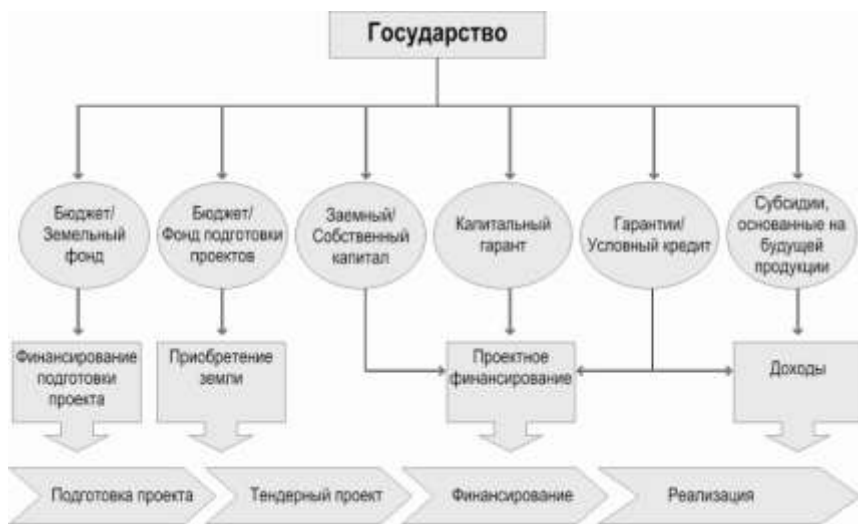 Государство
Бюджет/
Земельный
фонд
Бюджет/
Фонд подготовки
проектов
Заемный/
Собственный
капитал
Капитальный
гарант
Гарантии/
Условный кредит
Субсидии,
основанные на
будущей
продукции
Финансирование
подготовки
проекта
Приобретение
земли
Проектное
финансирование
Доходы
Подготовка проекта
Тендерный проект
Финансирование
Реализация